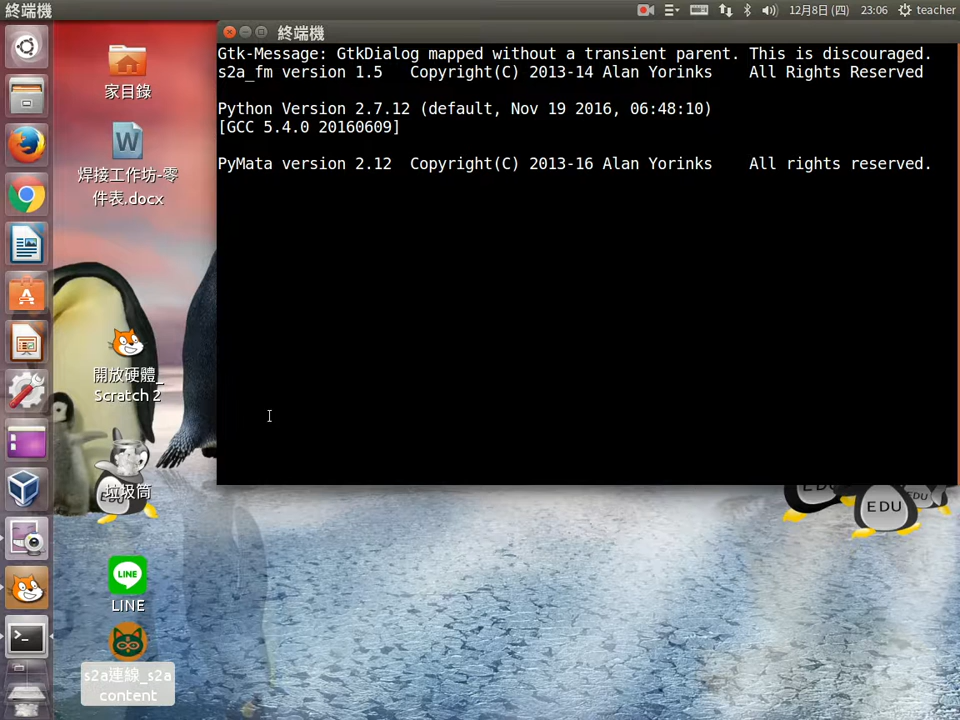 終端機
12月8日 (四)
23:06
teacher
終端機
Gtk-Message: GtkDialog mapped without a transient parent. This is discouraged.
s2a_fm version 1.5   Copyright(C) 2013-14 Alan Yorinks    All Rights Reserved
Python Version 2.7.12 (default, Nov 19 2016, 06:48:10)
[GCC 5.4.0 20160609]
PyMata version 2.12  Copyright(C) 2013-16 Alan Yorinks    All rights reserved.
家目錄
W
焊接工作坊-零
件表.docx
開放硬體_
Scratch 2
垃圾筒
EDU
EDU
EDU
EDU
LINE
LINE
s2a連線_s2a
content